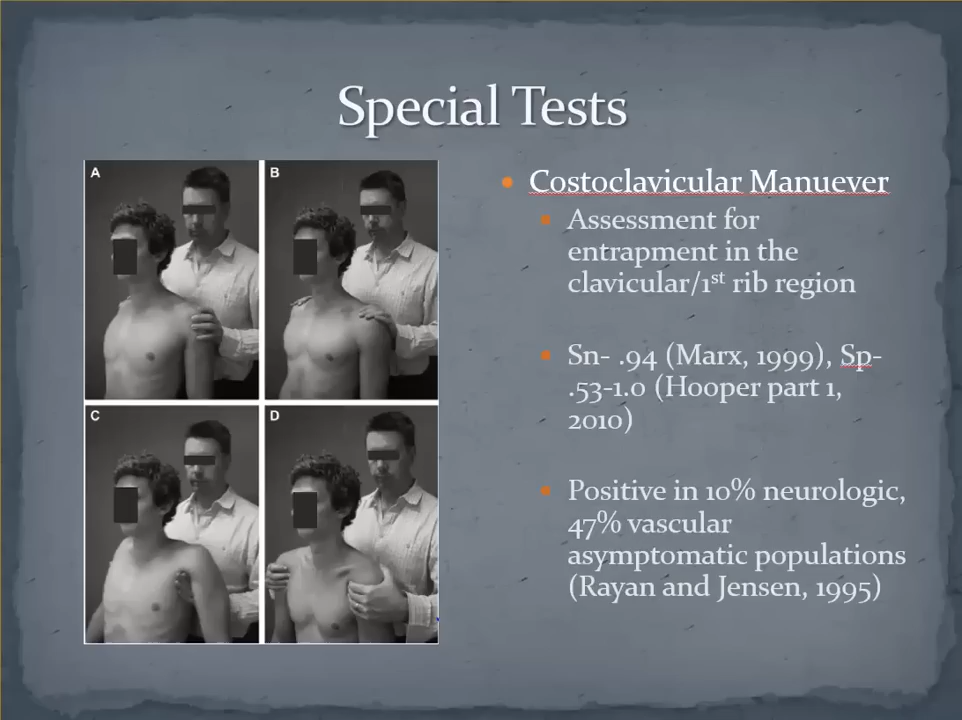 Special Tests
A
B
C
D
Costoclavicular Manuever
Assessment for
entrapment in the
clavicular/1st rib region
Sn- .94 (Marx, 1999), Sp-
.53-1.0 (Hooper part 1,
2010)
Positive in 10% neurologic,
47% vascular
asymptomatic populations
(Rayan and Jensen, 1995)